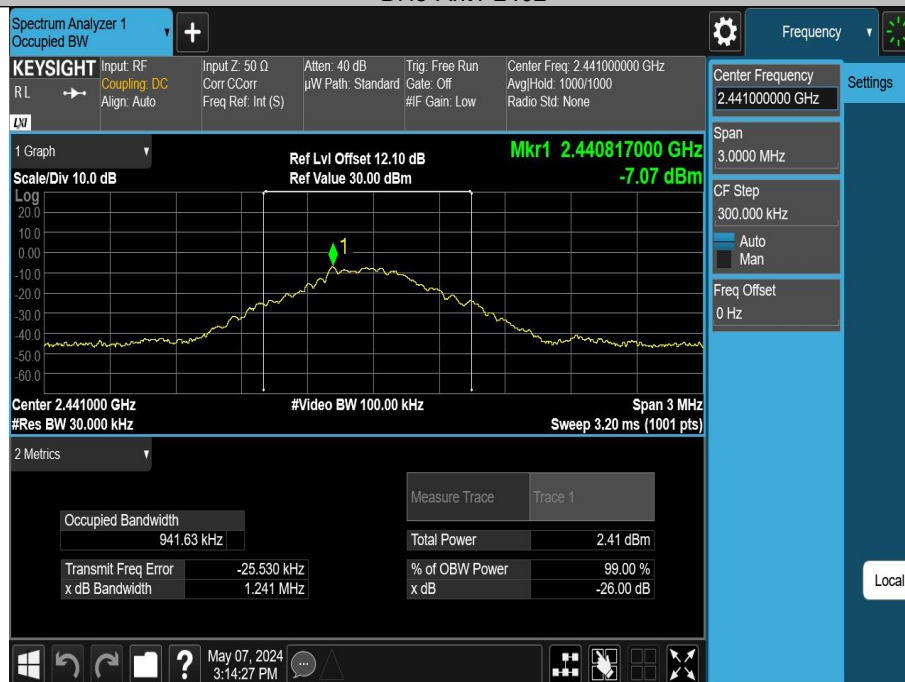 Spectrum Analyzer 1
Occupied BW
Frequency
KEYSIGHT
RL
LXI
Input: RF
Coupling: DC
Align: Auto
Input Z: 50 Ω
Corr CCorr
Freq Ref: Int (S)
Atten: 40 dB
µW Path: Standard
Trig: Free Run
Gate: Off
#IF Gain: Low
Center Freq: 2.441000000 GHz
Avg|Hold: 1000/1000
Radio Std: None
Center Frequency
2.441000000 GHz
Settings
Span
3.0000 MHz
CF Step
300.000 kHz
Auto
Man
Freq Offset
0 Hz
Local
1 Graph
Scale/Div 10.0 dB
Ref Lvl Offset 12.10 dB
Ref Value 30.00 dBm
Mkr1 2.440817000 GHz
-7.07 dBm
Log
20.0
10.0
0.00
-10.0
-20.0
-30.0
-40.0
-50.0
-60.0
1
Center 2.441000 GHz
#Video BW 100.00 kHz
Span 3 MHz
#Res BW 30.000 kHz
Sweep 3.20 ms (1001 pts)
2 Metrics
Measure Trace
Trace 1
Occupied Bandwidth
941.63 kHz
Total Power
2.41 dBm
Transmit Freq Error
-25.530 kHz
% of OBW Power
99.00 %
x dB Bandwidth
1.241 MHz
x dB
-26.00 dB
?
May 07, 2024
3:14:27 PM